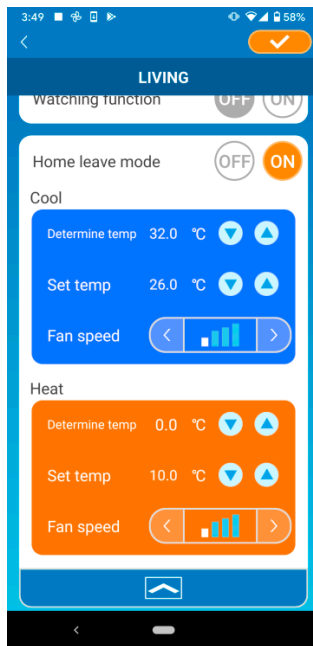 3:49 58%
LIVING
Watching function OFF ON
Home leave mode OFF ON
Cool
Determine temp 32.0 °C
Set temp 26.0 °C
Fan speed
Heat
Determine temp 0.0 °C
Set temp 10.0 °C
Fan speed